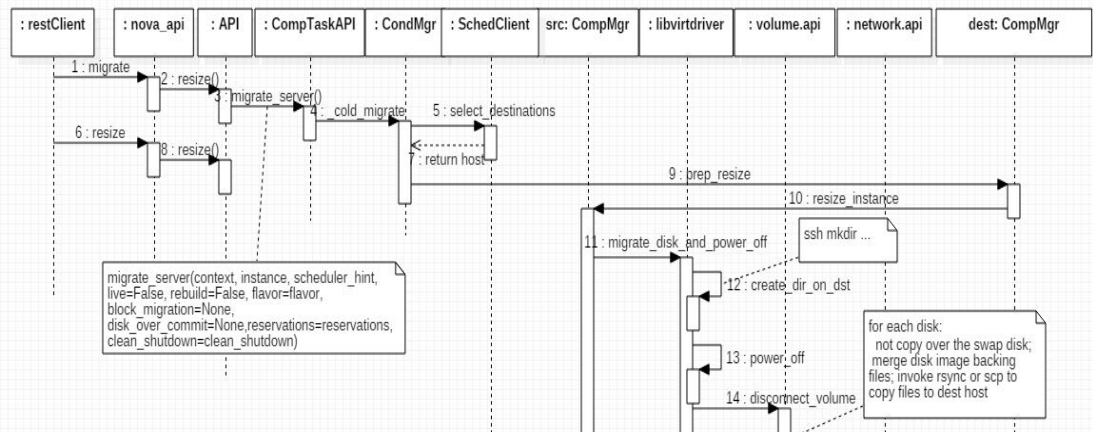 : restClient
: nova_api
: API
: CompTaskAPI
: CondMgr
: SchedClient
src: CompMgr
: libvirtdriver
: volume.api
: network.api
dest: CompMgr
1 : migrate
2 : resize()
3 : migrate_server()
4 : _cold_migrate
5 : select_destinations
6 : resize
8 : resize()
7 : return host
9 : prep_resize
10 : resize_instance
11 : migrate_disk_and_power_off
ssh mkdir ...
12 : create_dir_on_dst
migrate_server(context, instance, scheduler_hint,
live=False, rebuild=False, flavor=flavor,
block_migration=None,
disk_over_commit=None,reservations=reservations,
clean_shutdown=clean_shutdown)
13 : power_off
for each disk:
not copy over the swap disk;
merge disk image backing
files; invoke rsync or scp to
copy files to dest host
14 : disconnect_volume